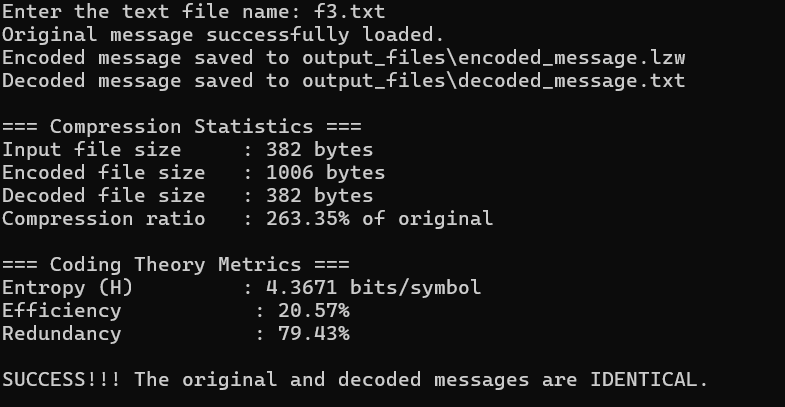 Enter the text file name: f3.txt
Original message successfully loaded.
Encoded message saved to output_files\encoded_message.lzw
Decoded message saved to output_files\decoded_message.txt
=== Compression Statistics ===
Input file size     : 382 bytes
Encoded file size   : 1006 bytes
Decoded file size   : 382 bytes
Compression ratio   : 263.35% of original
=== Coding Theory Metrics ===
Entropy (H)         : 4.3671 bits/symbol
Efficiency           : 20.57%
Redundancy           : 79.43%
SUCCESS!!! The original and decoded messages are IDENTICAL.